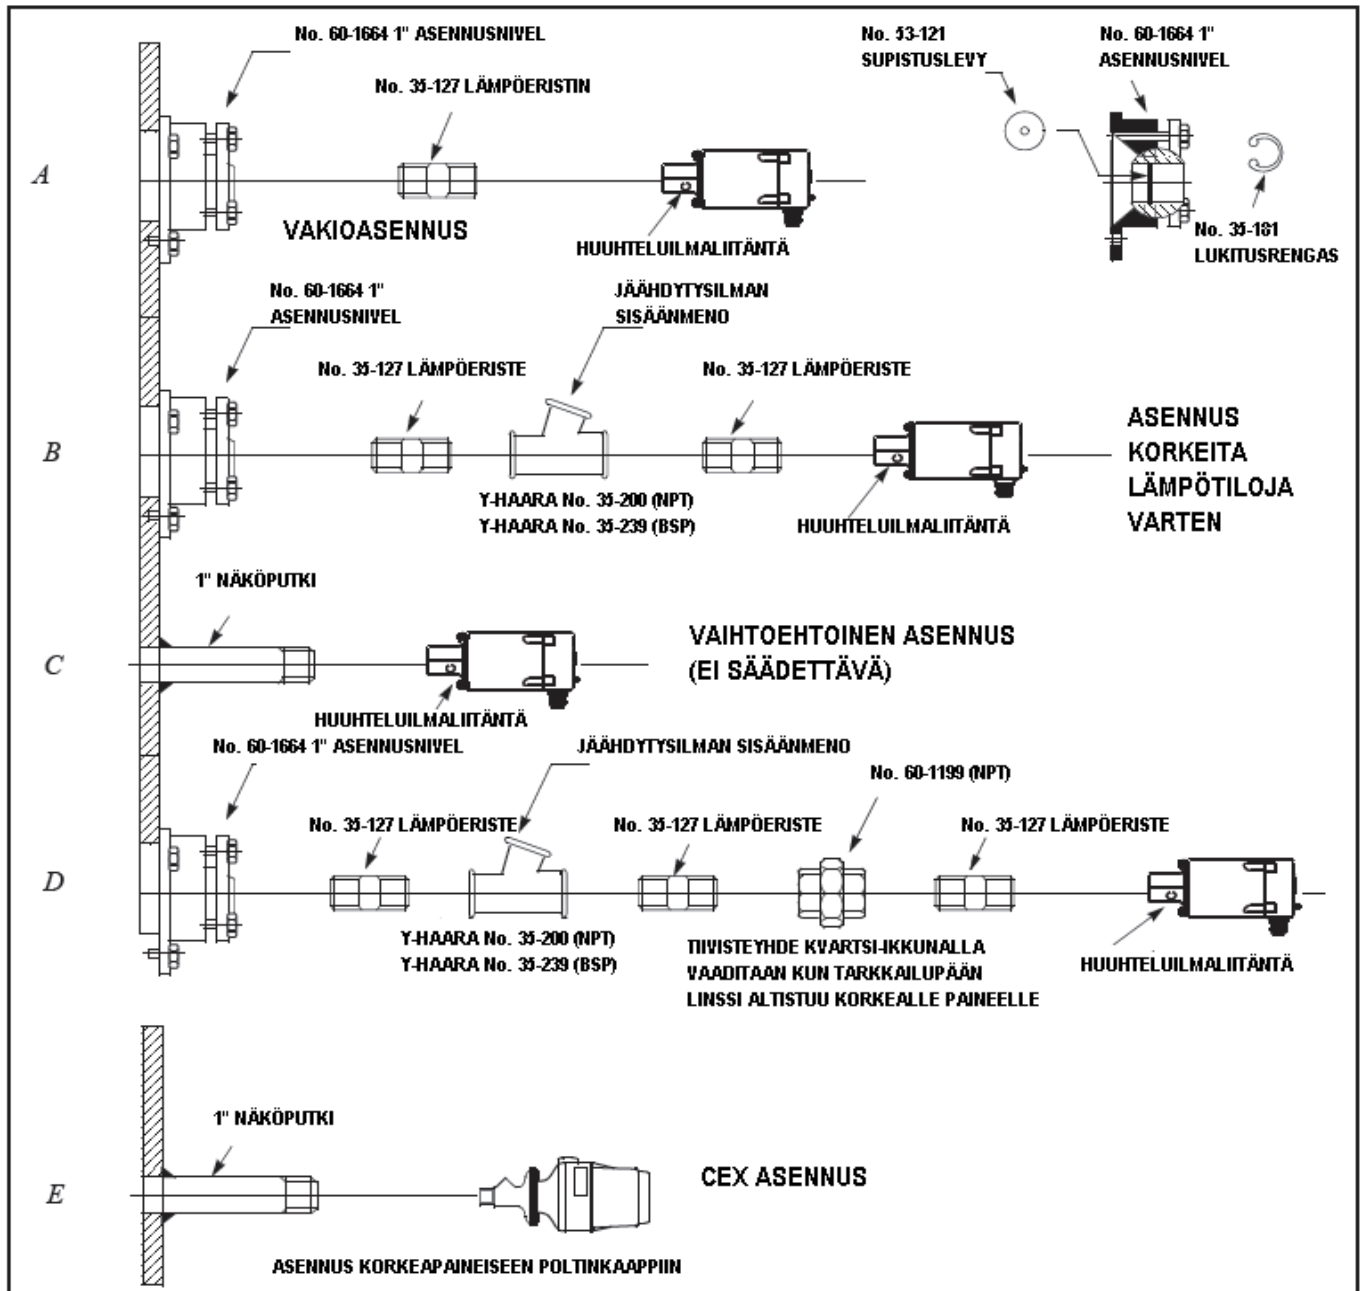 No. 60-1664 1" ASENNUSNIVEL
No. 35-127 LÄMPÖERISTIN
No. 53-121
SUPISTUSLEVY
No. 60-1664 1"
ASENNUSNIVEL
A
VAKIOASENNUS
HUUHTELUILMALIITÄNTÄ
No. 35-181
LUKITUSRENGAS
No. 60-1664 1"
ASENNUSNIVEL
JÄÄHDYTYSILMAN
SISÄÄNMENO
No. 35-127 LÄMPÖERISTE
No. 35-127 LÄMPÖERISTE
B
Y-HAARA No. 35-200 (NPT)
Y-HAARA No. 35-239 (BSP)
HUUHTELUILMALIITÄNTÄ
ASENNUS
KORKEITA
LÄMPÖTILOJA
VARTEN
1" NÄKÖPUTKI
C
VAIHTOEHTOINEN ASENNUS
(EI SÄÄDETTÄVÄ)
HUUHTELUILMALIITÄNTÄ
No. 60-1664 1" ASENNUSNIVEL
JÄÄHDYTYSILMAN SISÄÄNMENO
No. 60-1199 (NPT)
No. 35-127 LÄMPÖERISTE
No. 35-127 LÄMPÖERISTE
No. 35-127 LÄMPÖERISTE
D
Y-HAARA No. 35-200 (NPT)
Y-HAARA No. 35-239 (BSP)
TIIVISTEYHDE KVARTSI-IKKUNALLA
VAADITAAN KUN TARKKAILUPÄÄN
LINSSI ALTISTUU KORKEALLE PAINEELLE
HUUHTELUILMALIITÄNTÄ
1" NÄKÖPUTKI
E
CEX ASENNUS
ASENNUS KORKEAPAINEISEEN POLTINKAAPPIIN